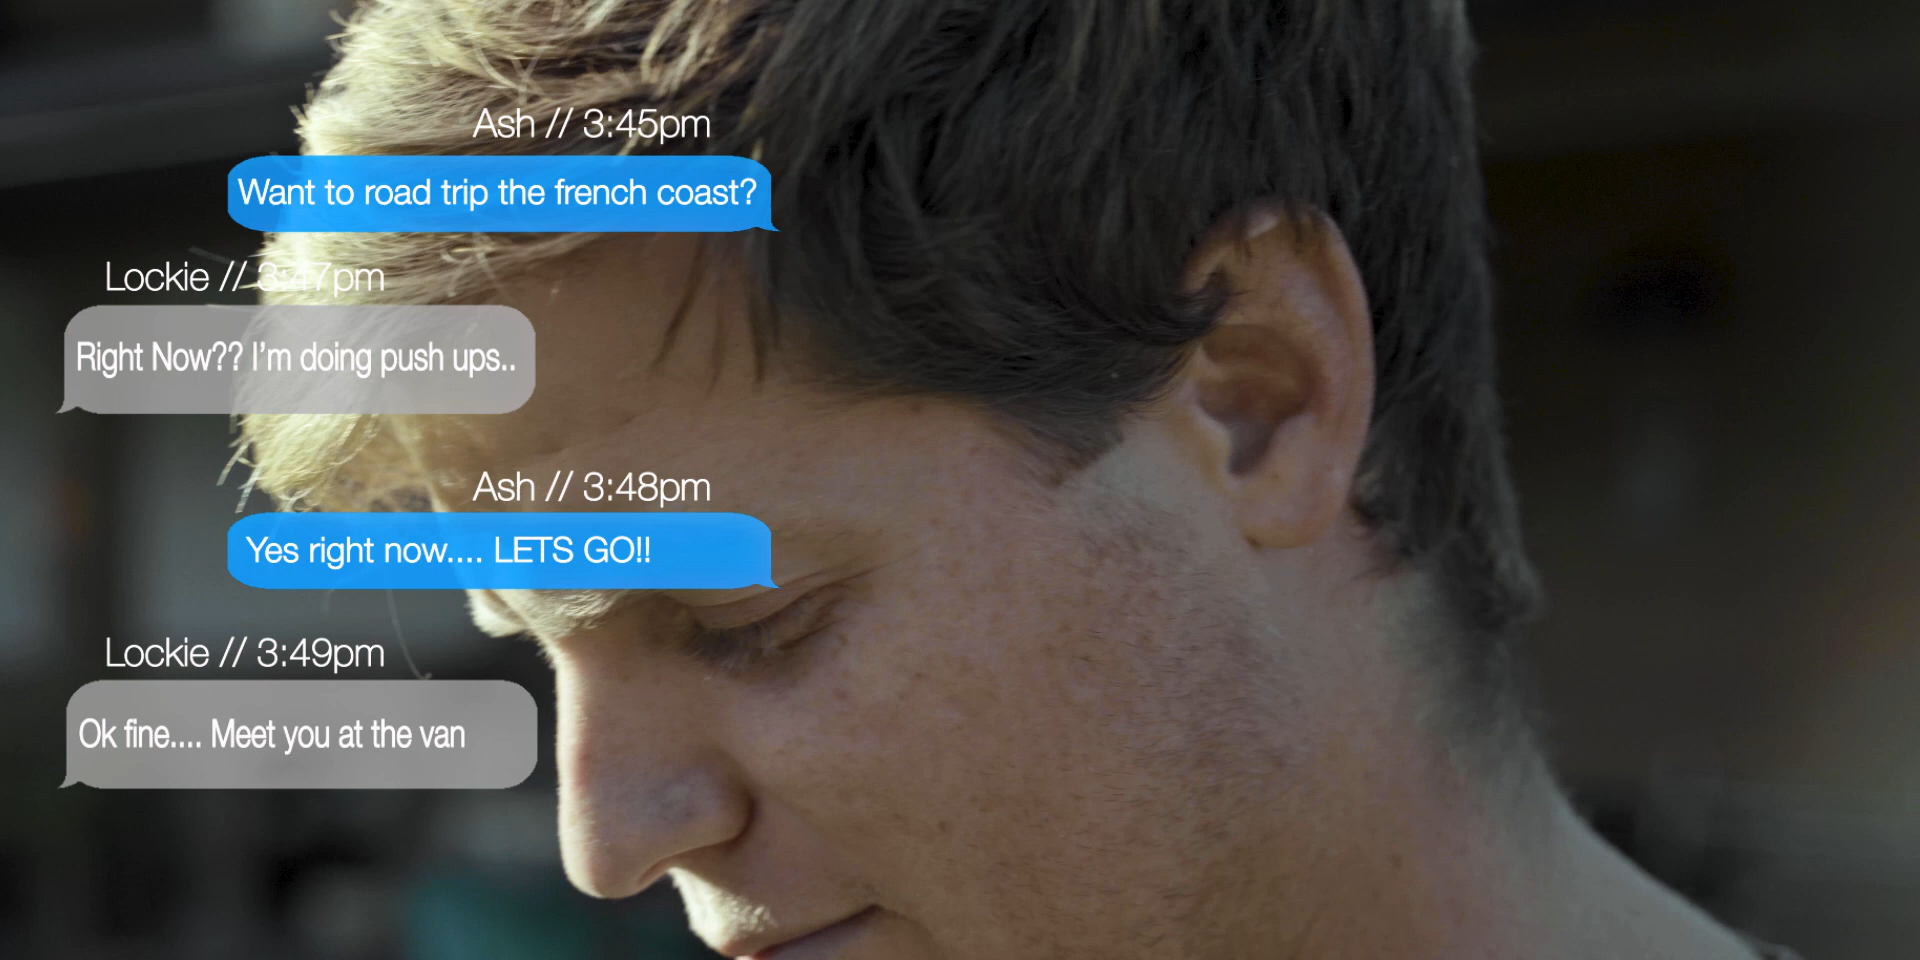 Ash // 3:45pm
Want to road trip the french coast?
Lockie // 3:47pm
Right Now?? I'm doing push ups..
Ash // 3:48pm
Yes right now.... LETS GO!!
Lockie // 3:49pm
Ok fine.... Meet you at the van